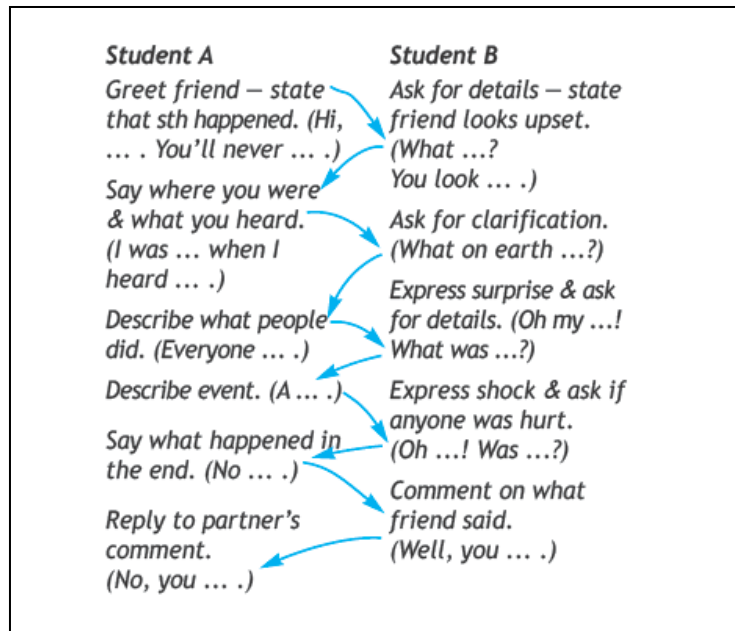 Student A
Greet friend – state
that sth happened. (Hi,
... . You'll never ... .)
Say where you were
& what you heard.
(I was ... when I
heard ... .)
Describe what people
did. (Everyone ... .)
Describe event. (A ... .)
Say what happened in
the end. (No ... .)
Reply to partner's
comment.
(No, you ... .)
Student B
Ask for details – state
friend looks upset.
(What ...?
You look ... .)
Ask for clarification.
(What on earth ...?)
Express surprise & ask
for details. (Oh my ...!
What was ...?)
Express shock & ask if
anyone was hurt.
(Oh ...! Was ...?)
Comment on what
friend said.
(Well, you ... .)